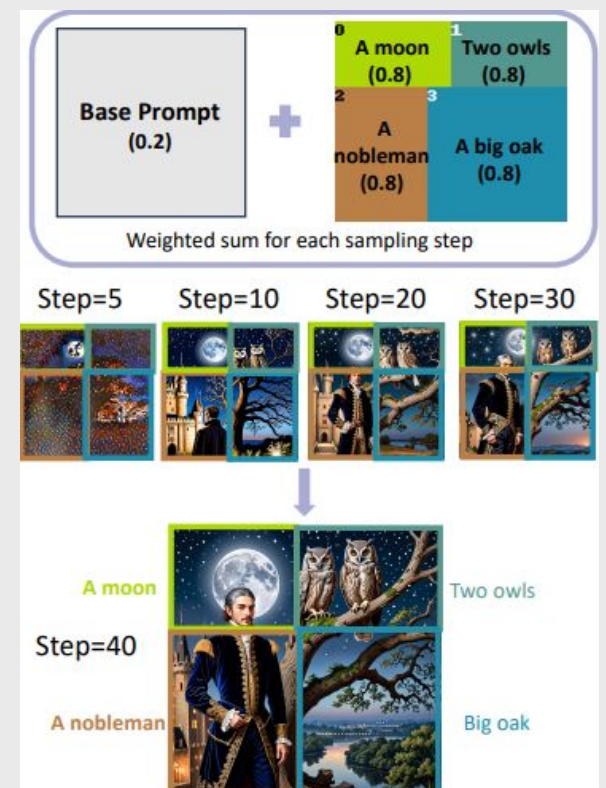 0
A moon
(0.8)
1
Two owls
(0.8)
Base Prompt
(0.2)
2
A
nobleman
(0.8)
3
A big oak
(0.8)
Weighted sum for each sampling step
Step=5 Step=10 Step=20 Step=30
A moon
Two owls
Step=40
A nobleman
Big oak